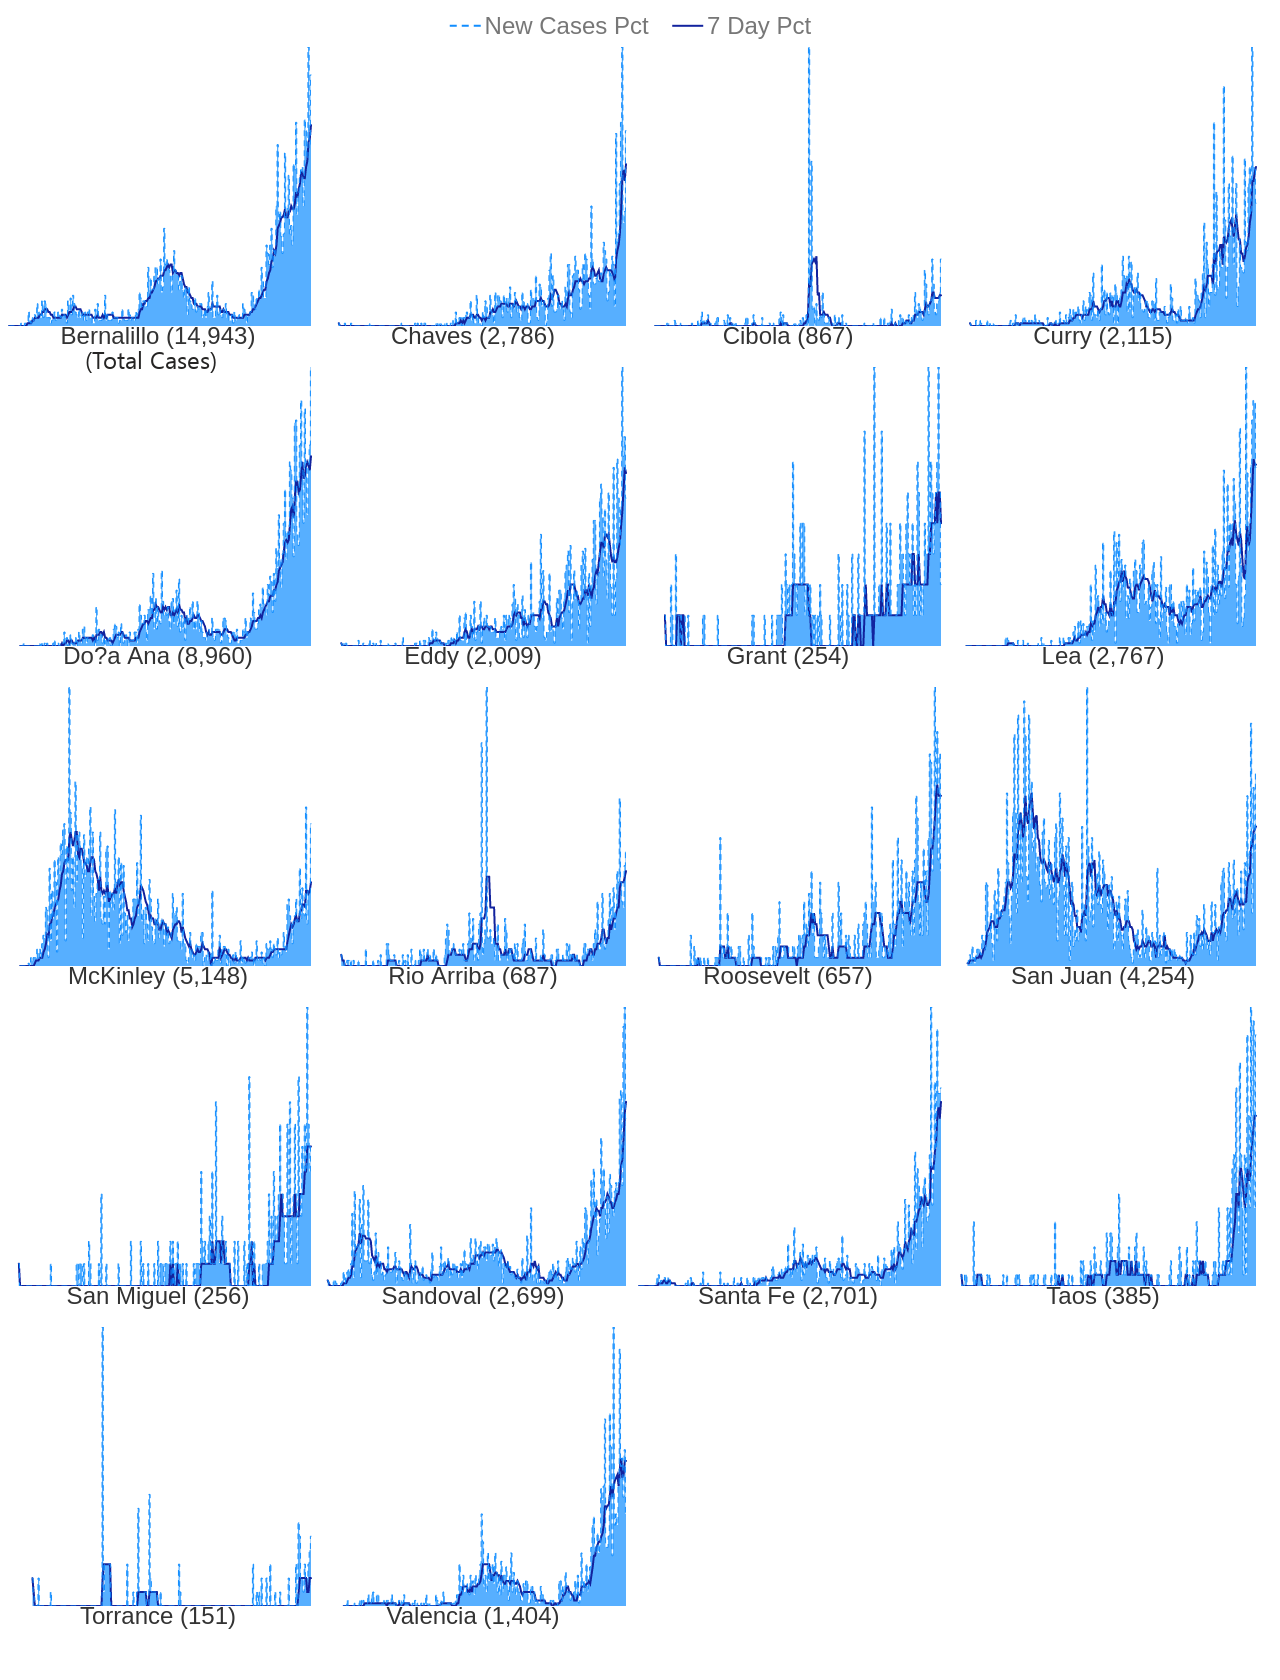 New Cases Pct 7 Day Pct
Bernalillo (14,943) Chaves (2,786) Cibola (867) Curry (2,115)
(Total Cases)
Do?a Ana (8,960) Eddy (2,009) Grant (254) Lea (2,767)
McKinley (5,148) Rio Arriba (687) Roosevelt (657) San Juan (4,254)
San Miguel (256) Sandoval (2,699) Santa Fe (2,701) Taos (385)
Torrance (151) Valencia (1,404)